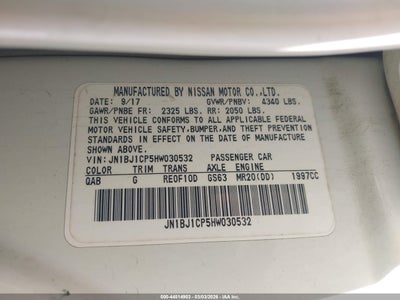 MANUFACTURED BY NISSAN MOTOR CO.,LTD.
DATE: 9/17 GVWR/PNBV: 4340 LBS.
GAWR/PNBE FR: 2325 LBS. RR: 2050 LBS.
THIS VEHICLE CONFORMS TO ALL APPLICABLE FEDERAL
MOTOR VEHICLE SAFETY, BUMPER, AND THEFT PREVENTION
STANDARDS IN EFFECT ON THE DATE OF MANUFACTURE
SHOWN ABOVE.
VIN: JN1BJ1CP5HW030532 PASSENGER CAR
COLOR TRIM TRANS AXLE ENGINE
QAB G RE0F10D GS63 MR20(DD) 1997CC
JN1BJ1CP5HW030532
000-44614903 - 03/03/2026 - IAAI.COM